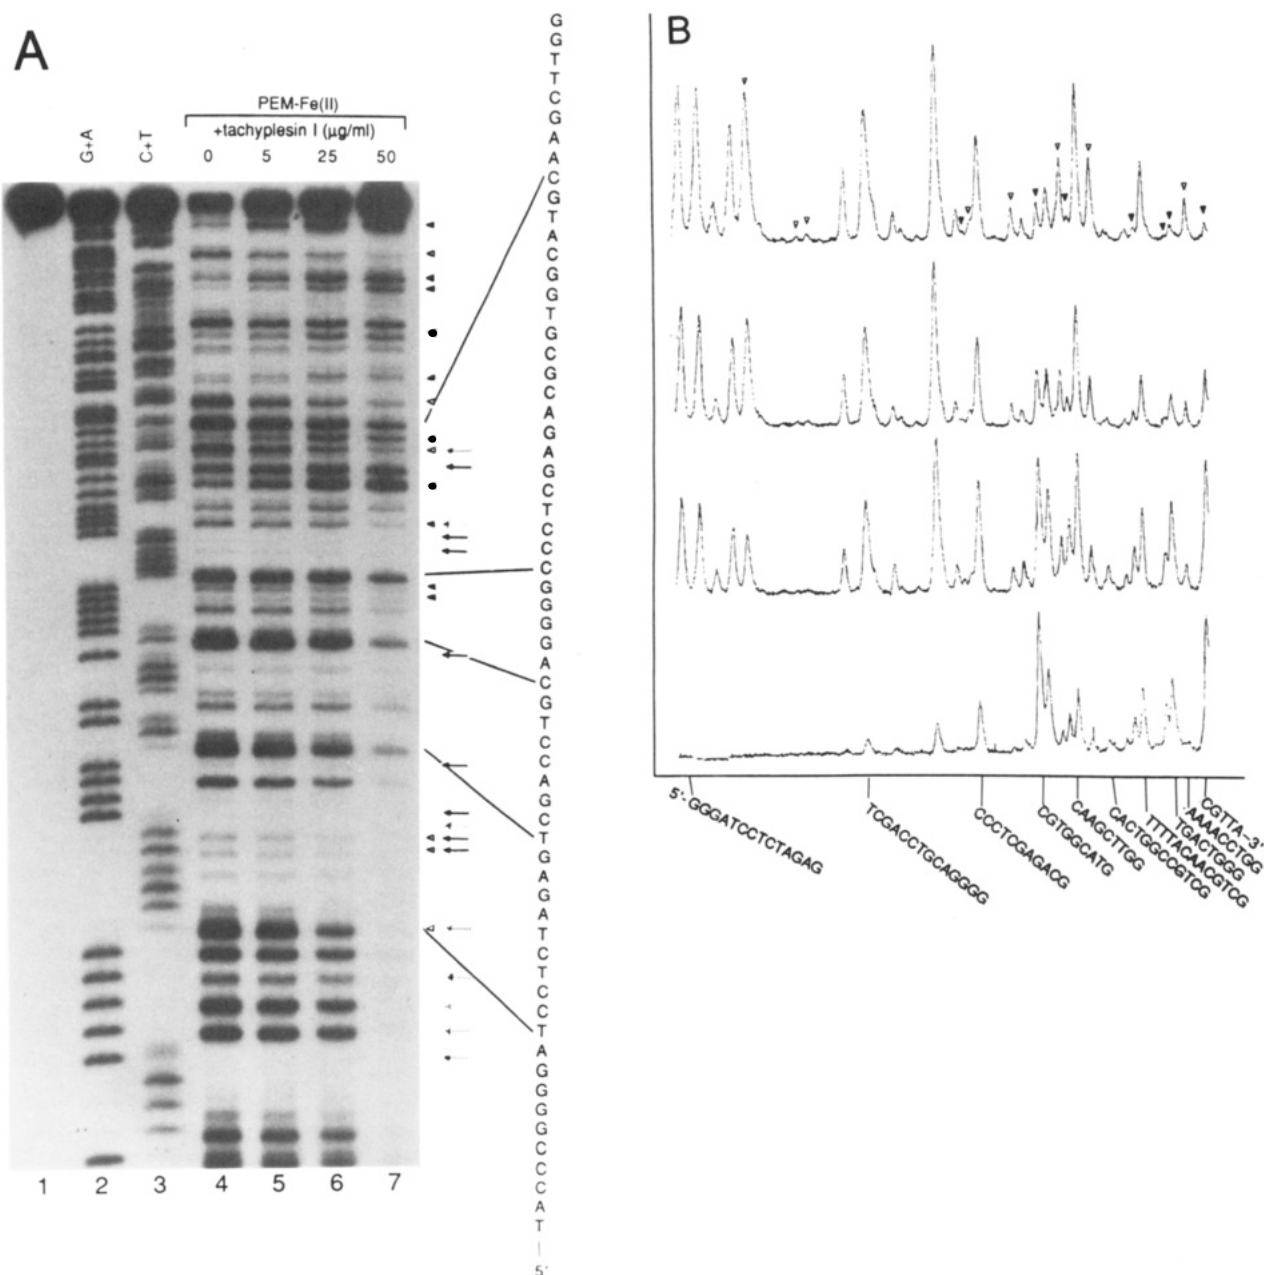 A
PEM-Fe(II)
+tachyplesin I (µg/ml)
G+A
C+T
0 5 25 50
1 2 3 4 5 6 7
GGTTCGAACGTACGGTGCGCAGAGCTCCCGGGGACGTCCAGCTGAGATCTCCTAGGGGCCCAT
5'
B
5'-GGGATCCTCTAGAG
TCGACCTGCAGGGG
CCCTCGAGACG
CGTGGCATG
CAAGCTTGG
CACTGGCCGTCG
TTTTACAACGTCG
TGACTGGG
AAAACCTGG
CGTTA-3'